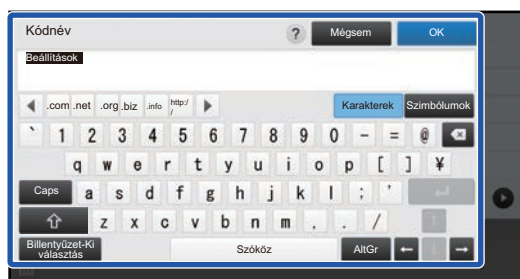 Kódnév ? Mégsem OK
Beállítások
.com .net .org .biz .info http:/
/
Karakterek Szimbólumok
` 1 2 3 4 5 6 7 8 9 0 - = @
q w e r t y u i o p [ ] ¥
Caps a s d f g h j k l ; '
z x c v b n m . . /
Billentyűzet-Ki
választás
Szóköz AltGr ← ↓ →